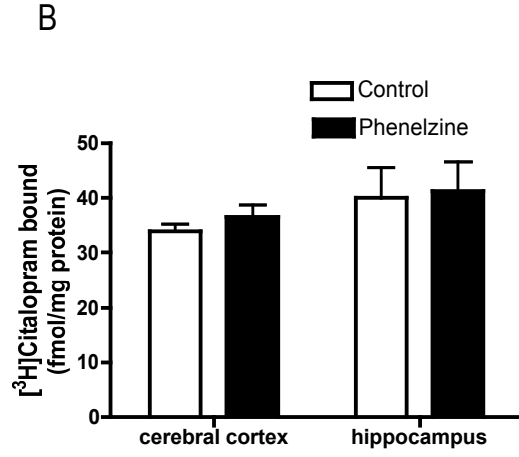 B
Control
Phenelzine
[³H]Citalopram bound
(fmol/mg protein)
50
40
30
20
10
0
cerebral cortex
hippocampus